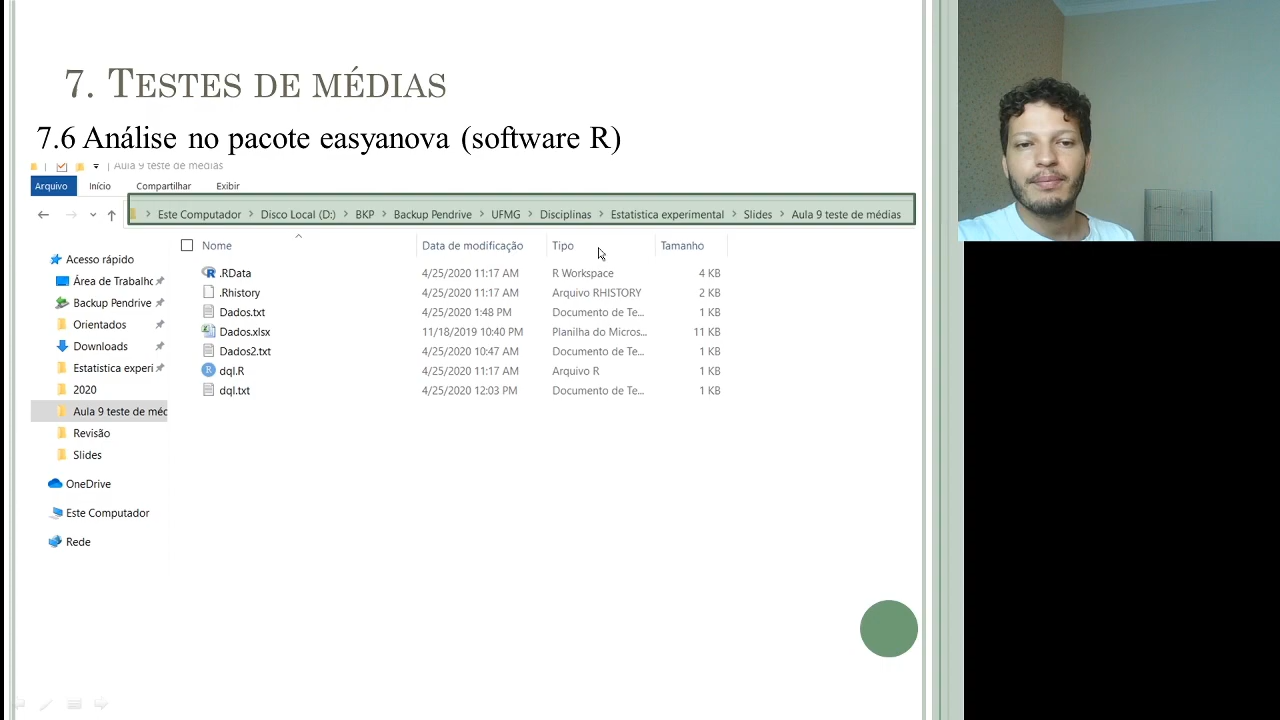 7. Testes de médias
7.6 Análise no pacote easyanova (software R)
Aula 9 teste de médias
Arquivo Início Compartilhar Exibir
Este Computador Disco Local (D:) BKP Backup Pendrive UFMG Disciplinas Estatistica experimental Slides Aula 9 teste de médias
Nome Data de modificação Tipo Tamanho
Acesso rápido
Área de Trabalho
Backup Pendrive
Orientados
Downloads
Estatistica experi
2020
Aula 9 teste de méd
Revisão
Slides
OneDrive
Este Computador
Rede
.RData 4/25/2020 11:17 AM R Workspace 4 KB
.Rhistory 4/25/2020 11:17 AM Arquivo RHISTORY 2 KB
Dados.txt 4/25/2020 1:48 PM Documento de Te... 1 KB
Dados.xlsx 11/18/2019 10:40 PM Planilha do Micros... 11 KB
Dados2.txt 4/25/2020 10:47 AM Documento de Te... 1 KB
dql.R 4/25/2020 11:17 AM Arquivo R 1 KB
dql.txt 4/25/2020 12:03 PM Documento de Te... 1 KB